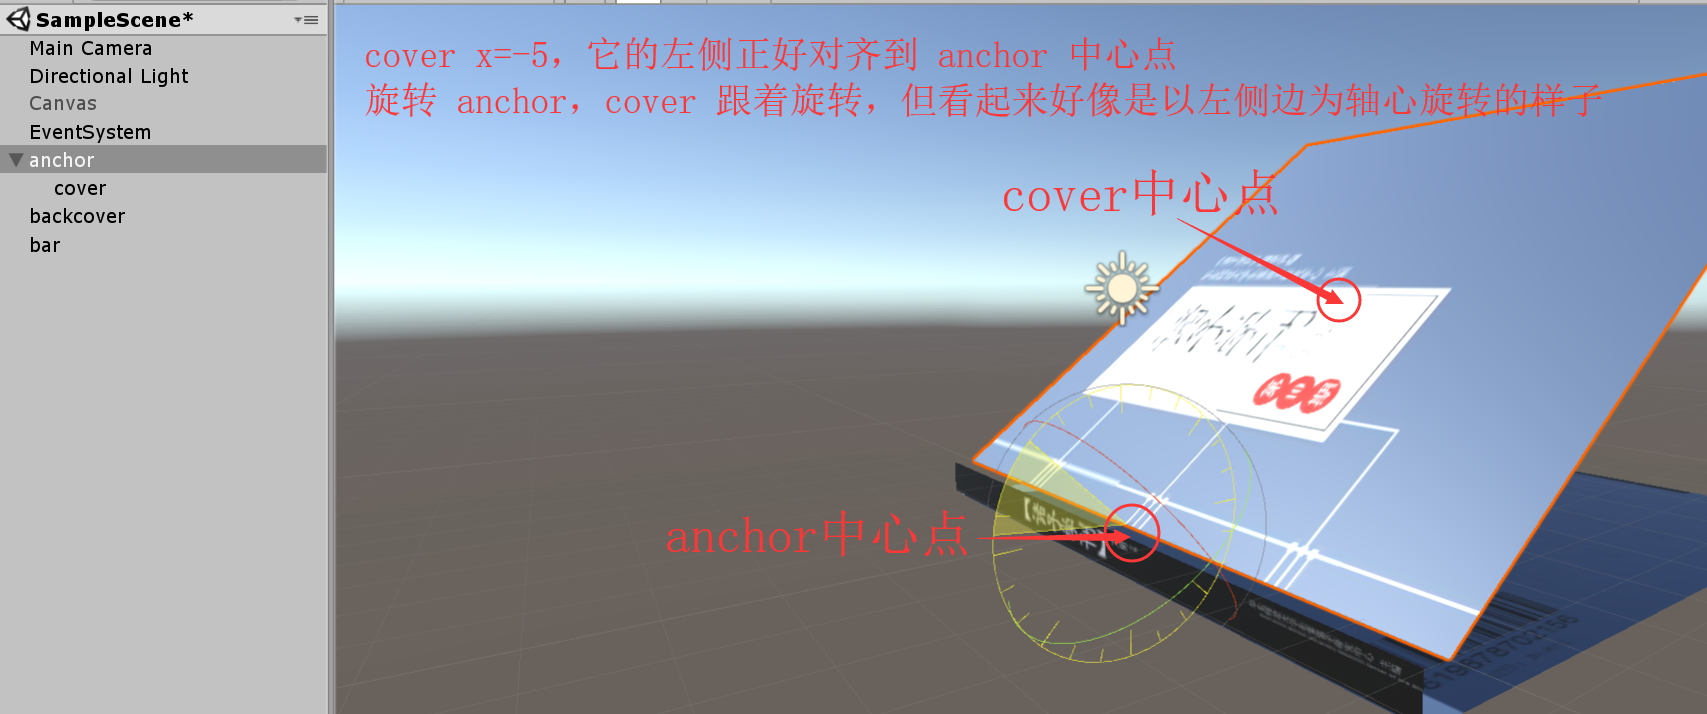 SampleScene*
Main Camera
Directional Light
Canvas
EventSystem
anchor
cover
backcover
bar
cover x=-5，它的左侧正好对齐到 anchor 中心点
旋转 anchor，cover 跟着旋转，但看起来好像是以左侧边为轴心旋转的样子
cover中心点
anchor中心点